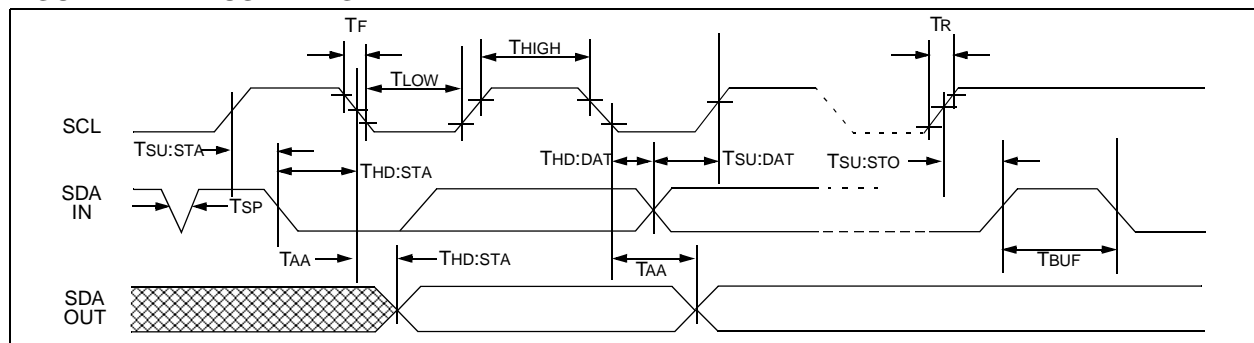 TF
TR
THIGH
TLOW
SCL
TSU:STA
THD:DAT
TSU:DAT
TSU:STO
THD:STA
SDA
IN
TSP
TAA
THD:STA
TAA
TBUF
SDA
OUT